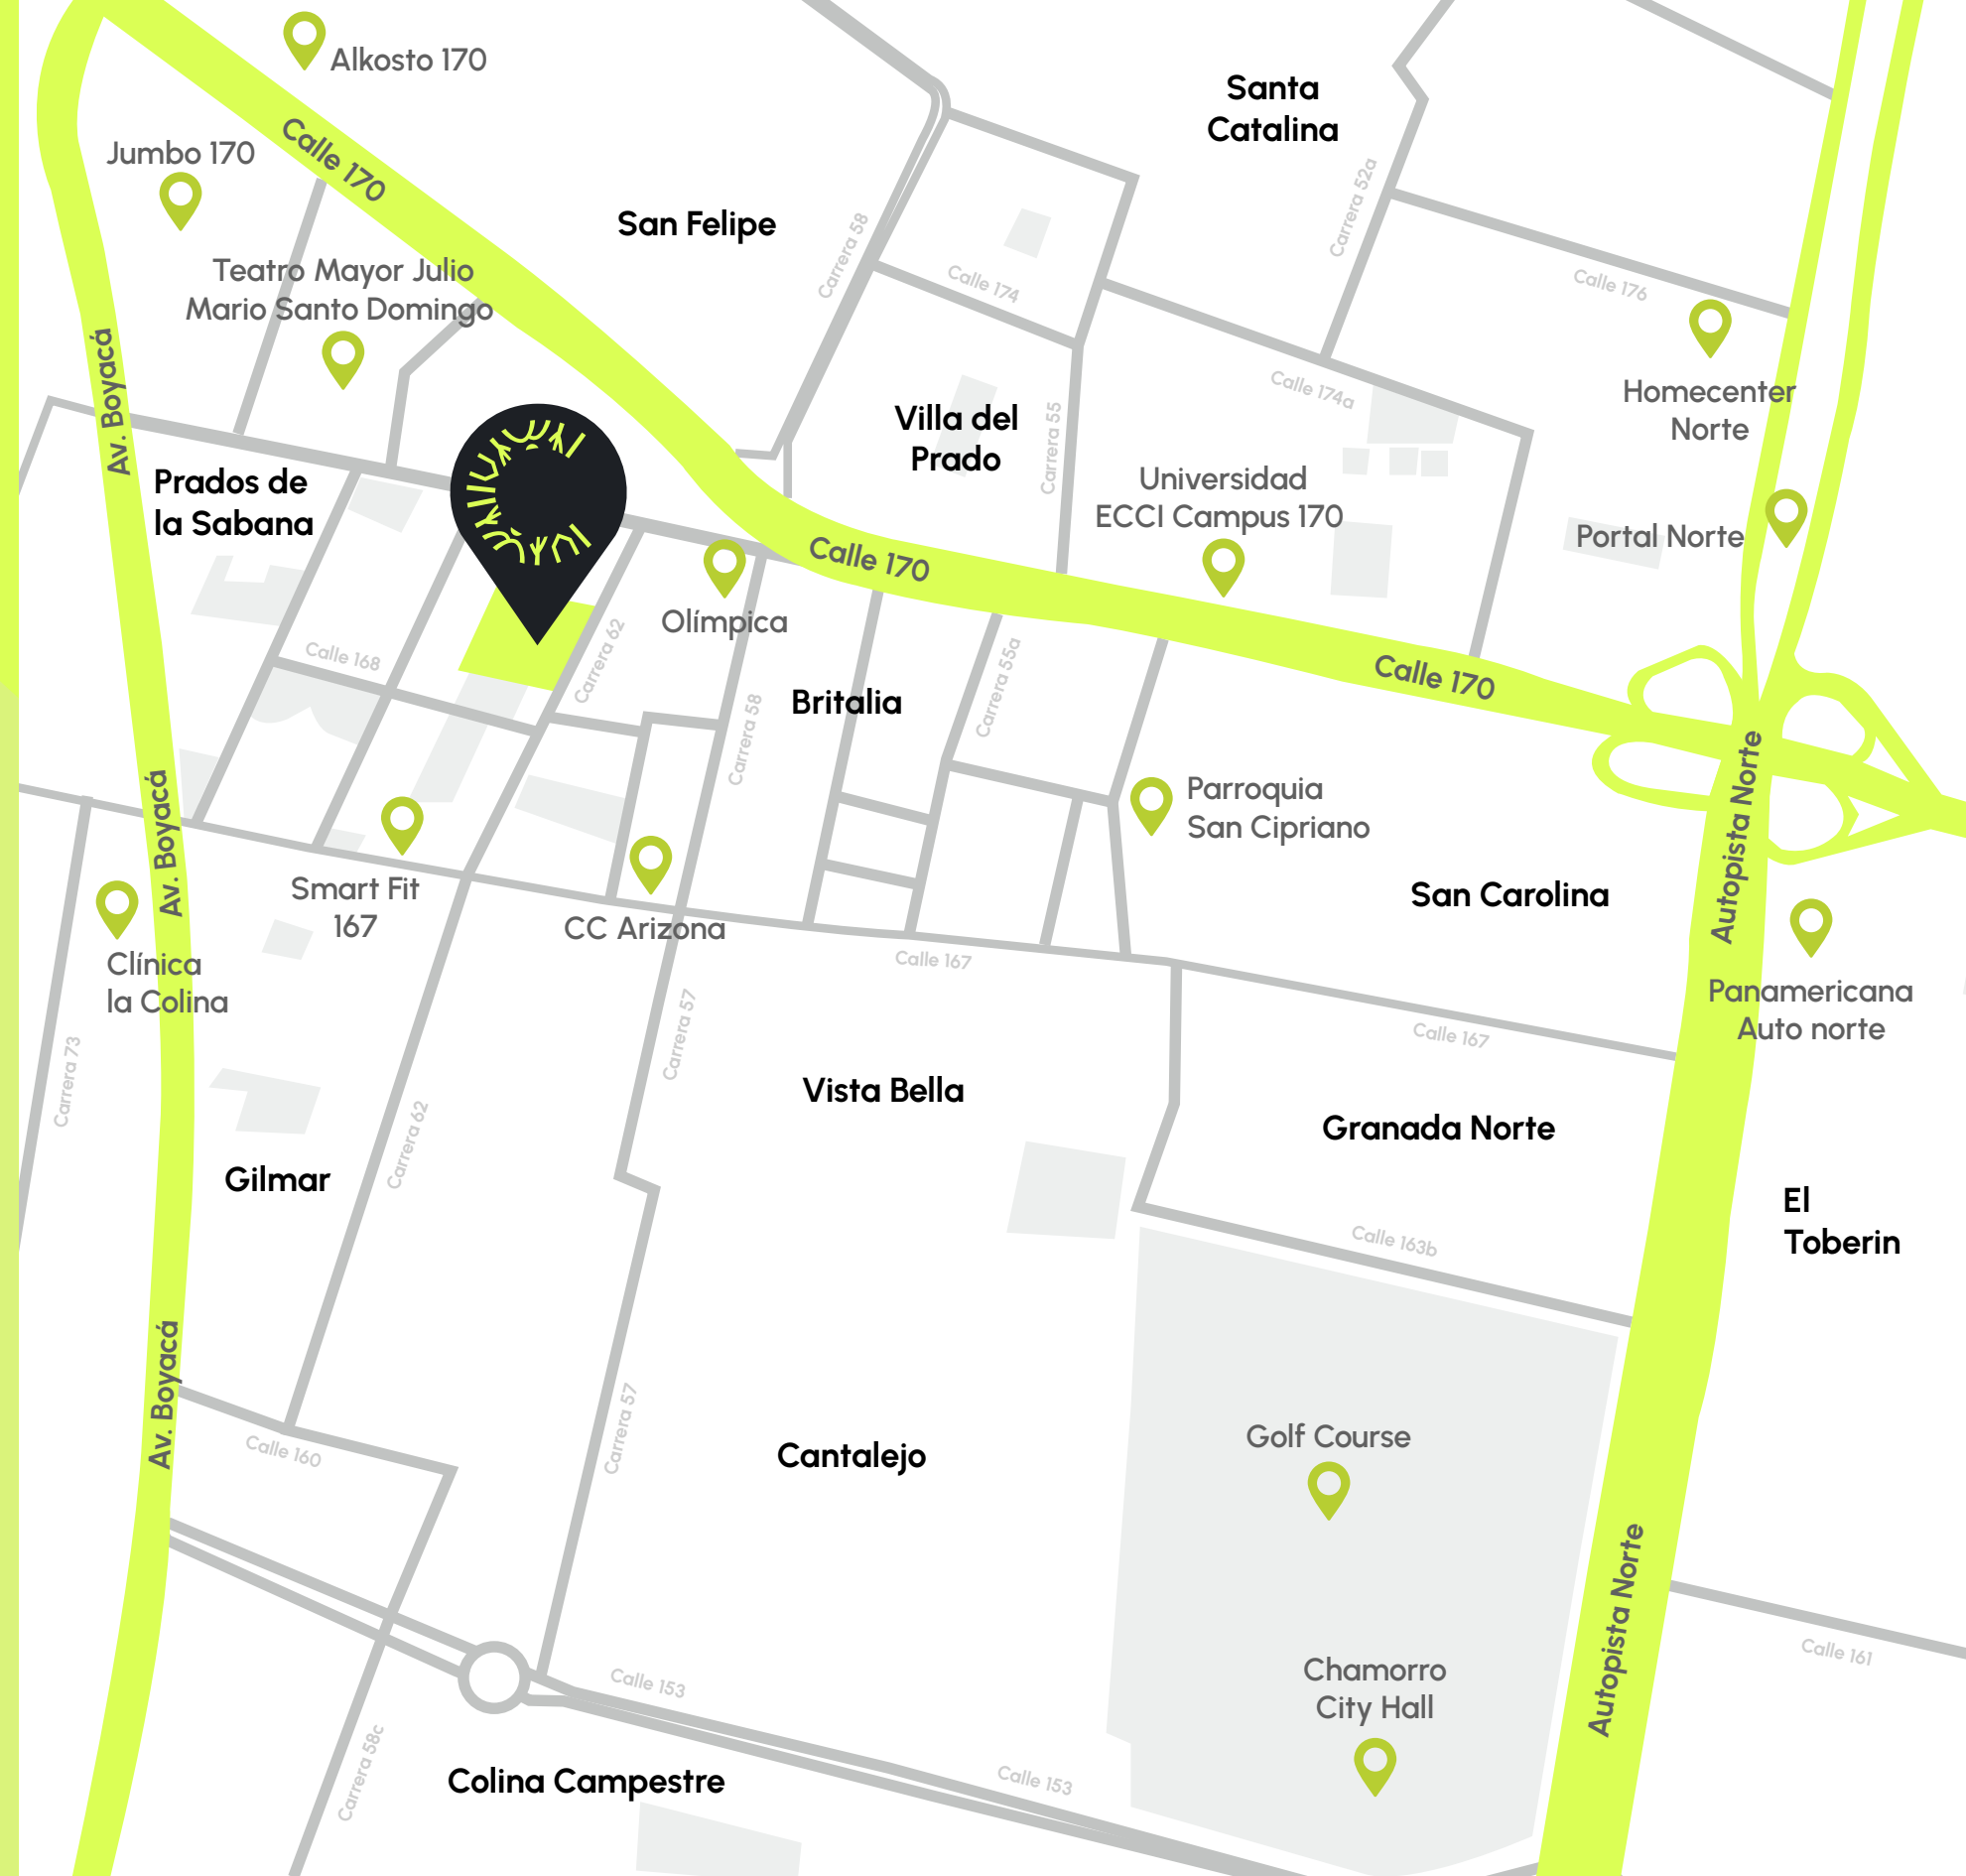 Alkosto 170
Santa
Catalina
Calle 170
Jumbo 170
San Felipe
Carrera 58
Carrera 52a
Teatro Mayor Julio
Mario Santo Domingo
Calle 174
Calle 176
Homecenter
Norte
Av. Boyacá
Calle 174a
Villa del
Prado
Carrera 55
Prados de
la Sabana
Universidad
ECCI Campus 170
Portal Norte
Calle 170
Olímpica
Calle 168
Carrera 62
Carrera 55a
Calle 170
Britalia
Carrera 58
Autopista Norte
Parroquia
San Cipriano
Av. Boyacá
Smart Fit
167
CC Arizona
San Carolina
Clínica
la Colina
Calle 167
Panamericana
Auto norte
Calle 167
Carrera 73
Carrera 57
Vista Bella
Granada Norte
Carrera 62
Gilmar
El
Toberin
Calle 163b
Av. Boyacá
Calle 160
Carrera 57
Cantalejo
Golf Course
Autopista Norte
Calle 161
Calle 153
Chamorro
City Hall
Carrera 58c
Colina Campestre
Calle 153